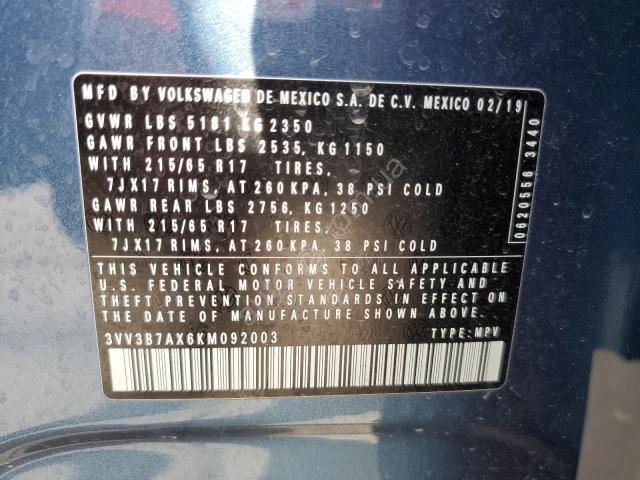 MFD BY VOLKSWAGEN DE MEXICO S.A. DE C.V. MEXICO 02/19
GVWR LBS 5181 KG 2350
GAWR FRONT LBS 2535, KG 1150
WITH 215/65 R17 TIRES,
7JX17 RIMS, AT 260 KPA, 38 PSI COLD
GAWR REAR LBS 2756, KG 1250
WITH 215/65 R17 TIRES,
7JX17 RIMS, AT 260 KPA, 38 PSI COLD
THIS VEHICLE CONFORMS TO ALL APPLICABLE
U.S. FEDERAL MOTOR VEHICLE SAFETY AND
THEFT PREVENTION STANDARDS IN EFFECT ON
THE DATE OF MANUFACTURE SHOWN ABOVE.
3VV3B7AX6KM092003 TYPE: MPV
0620556 3440